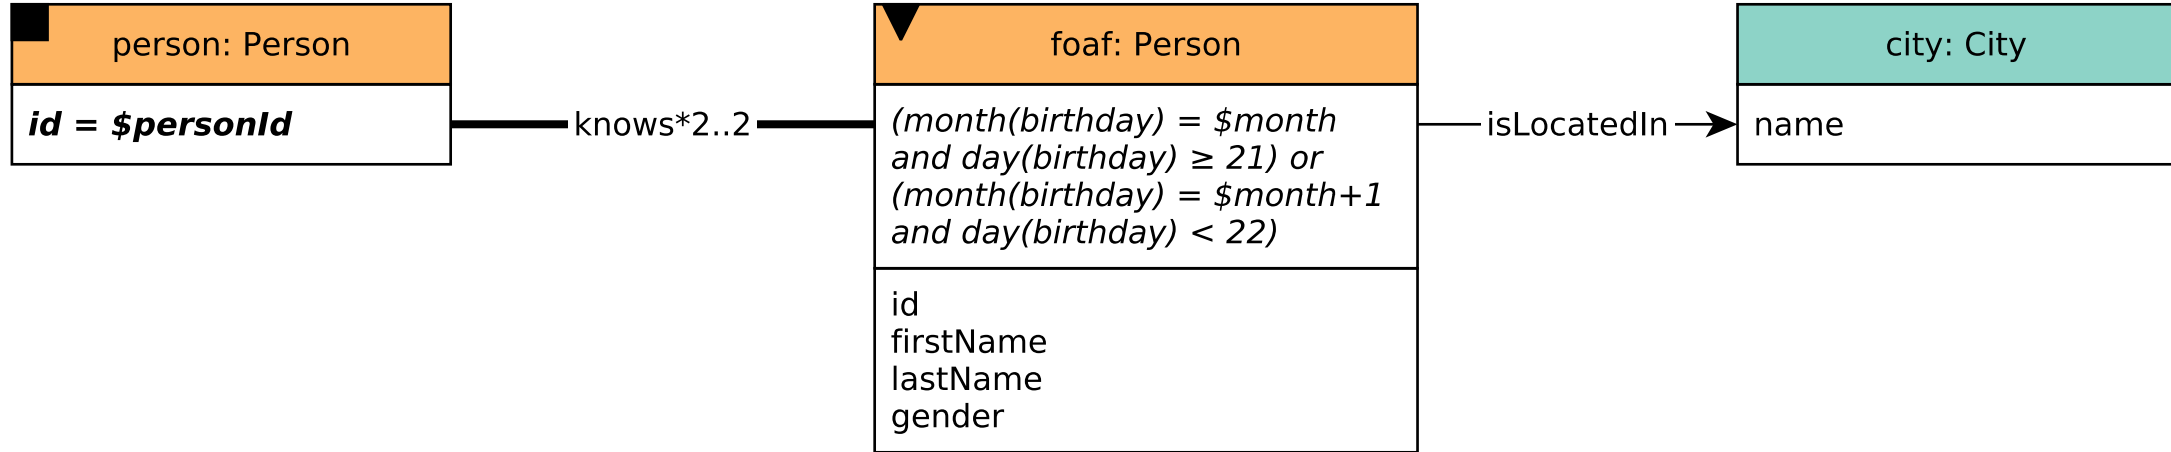 person: Person
id = $personId
knows*2..2
foaf: Person
(month(birthday) = $month
and day(birthday) ≥ 21) or
(month(birthday) = $month+1
and day(birthday) < 22)
id
firstName
lastName
gender
isLocatedIn
city: City
name